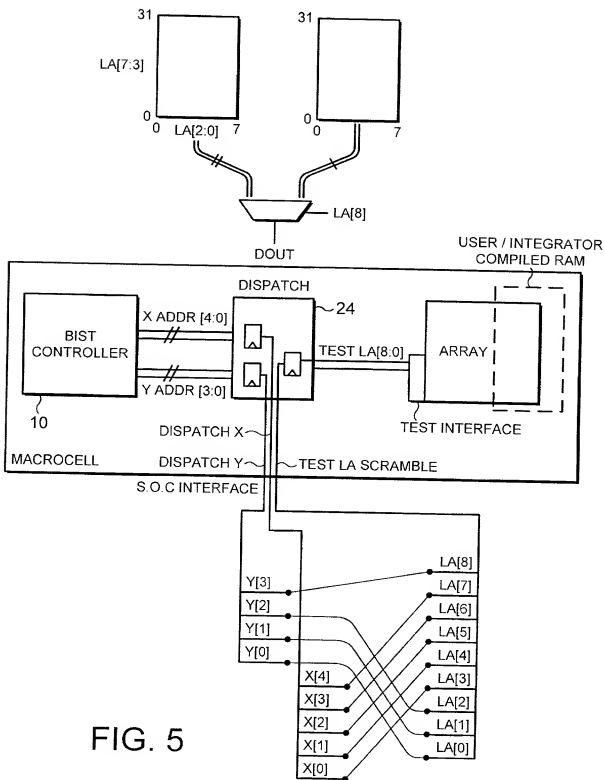 31
LA[7:3]
0
0 LA[2:0] 7
31
0
0 7
LA[8]
DOUT
USER / INTEGRATOR
COMPILED RAM
DISPATCH
24
BIST
CONTROLLER
10
X ADDR [4:0]
Y ADDR [3:0]
TEST LA[8:0]
ARRAY
TEST INTERFACE
DISPATCH X
DISPATCH Y
TEST LA SCRAMBLE
MACROCELL
S.O.C INTERFACE
Y[3]
Y[2]
Y[1]
Y[0]
X[4]
X[3]
X[2]
X[1]
X[0]
LA[8]
LA[7]
LA[6]
LA[5]
LA[4]
LA[3]
LA[2]
LA[1]
LA[0]
FIG. 5